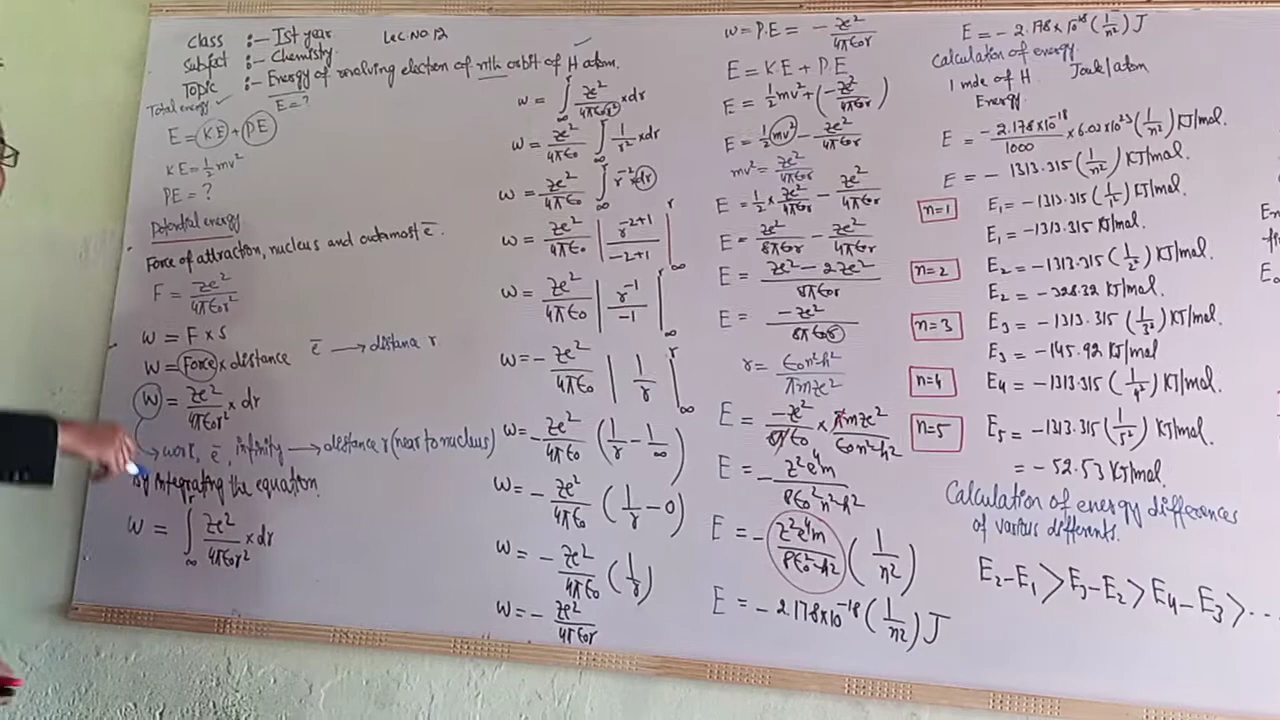 Class :- Ist year Lec No 12
Subject :- Chemistry.
Topic :- Energy of revolving electron of nth orbit of H atom.
Total energy ✓ E = ?
E = KE + PE
KE = ½mv²
PE = ?
Potential energy
Force of attraction, nucleus and outermost ē.
F = Ze²/4πϵ₀r²
W = F × S
W = Force × distance ē → distance r
W = Ze²/4πϵ₀r² × dr
→ work, ē, infinity → distance r (near to nucleus)
By integrating the equation.
W = ∫∞^r Ze²/4πϵ₀r² × dr
W = ∫∞^r Ze²/4πϵ₀r² × dr
W = Ze²/4πϵ₀ ∫∞^r 1/r² × dr
W = Ze²/4πϵ₀ ∫∞^r r⁻² × dr
W = Ze²/4πϵ₀ | r⁻²⁺¹/-2+1 |∞^r
W = Ze²/4πϵ₀ | r⁻¹/-1 |∞^r
W = - Ze²/4πϵ₀ | 1/r |∞^r
W = - Ze²/4πϵ₀ (1/r - 1/∞)
W = - Ze²/4πϵ₀ (1/r - 0)
W = - Ze²/4πϵ₀ (1/r)
W = - Ze²/4πϵ₀r
W = P.E = - Ze²/4πϵ₀r
E = KE + PE
E = ½mv² + (- Ze²/4πϵ₀r)
E = ½mv² - Ze²/4πϵ₀r
mv² = Ze²/4πϵ₀r
E = ½ × Ze²/4πϵ₀r - Ze²/4πϵ₀r
E = Ze²/8πϵ₀r - Ze²/4πϵ₀r
E = Ze² - 2Ze²/8πϵ₀r
E = -Ze²/8πϵ₀r
r = ϵ₀n²h²/πmze²
E = -Ze²/8πϵ₀ × πmze²/ϵ₀n²h²
E = - Z²e⁴m/8ϵ₀²n²h²
E = - Z²e⁴m/8ϵ₀²h² (1/n²)
E = - 2.178×10⁻¹⁸ (1/n²) J
E = - 2.178 × 10⁻¹⁸ (1/n²) J
Calculation of energy.
1 mole of H. Joule/atom
Energy.
E = -2.178×10⁻¹⁸/1000 × 6.02×10²³ (1/n²) KJ/mol.
E = - 1313.315 (1/n²) KJ/mol.
n=1 E₁ = -1313.315 (1/1²) KJ/mol.
E₁ = -1313.315 KJ/mol.
n=2 E₂ = -1313.315 (1/2²) KJ/mol.
E₂ = -328.32 KJ/mol.
n=3 E₃ = -1313.315 (1/3²) KJ/mol.
E₃ = -145.92 KJ/mol
n=4 E₄ = -1313.315 (1/4²) KJ/mol.
n=5 E₅ = -1313.315 (1/5²) KJ/mol.
= -52.53 KJ/mol.
Calculation of energy differences
of various differents.
E₂-E₁ > E₃-E₂ > E₄-E₃ > ...